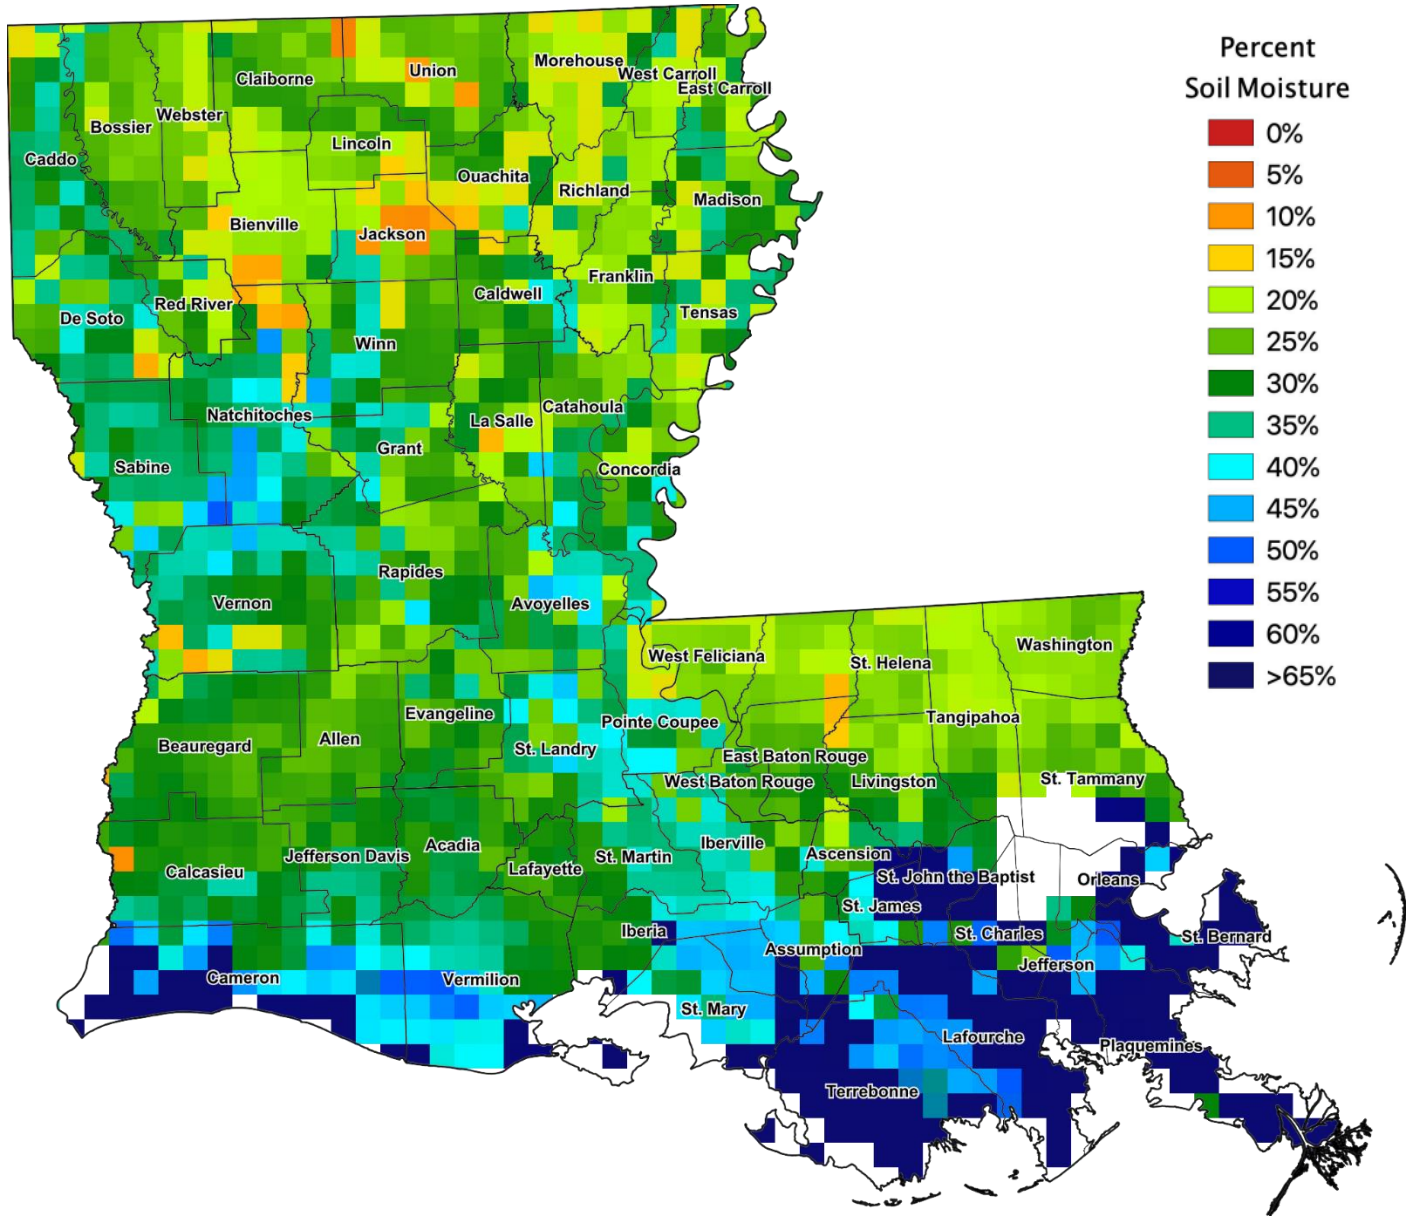 Percent
Soil Moisture
0%
5%
10%
15%
20%
25%
30%
35%
40%
45%
50%
55%
60%
>65%
Morehouse
Union
West Carroll
Claiborne
East Carroll
Webster
Bossier
Lincoln
Caddo
Ouachita
Richland
Madison
Bienville
Jackson
Franklin
Caldwell
Red River
Tensas
De Soto
Winn
Catahoula
Natchitoches
La Salle
Grant
Sabine
Concordia
Rapides
Vernon
Avoyelles
Washington
West Feliciana
St. Helena
Evangeline
Tangipahoa
Pointe Coupee
Allen
Beauregard
St. Landry
East Baton Rouge
St. Tammany
West Baton Rouge
Livingston
Iberville
Acadia
Ascension
Jefferson Davis
St. Martin
Lafayette
Calcasieu
St. John the Baptist
Orleans
St. James
Iberia
St. Charles
St. Bernard
Assumption
Jefferson
Cameron
Vermilion
St. Mary
Lafourche
Plaquemines
Terrebonne